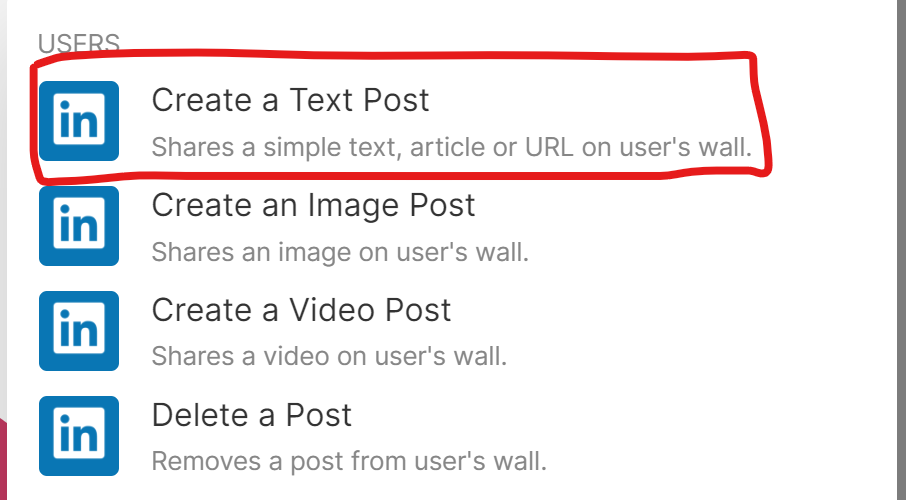 USERS
in
Create a Text Post
Shares a simple text, article or URL on user's wall.
in
Create an Image Post
Shares an image on user's wall.
in
Create a Video Post
Shares a video on user's wall.
in
Delete a Post
Removes a post from user's wall.